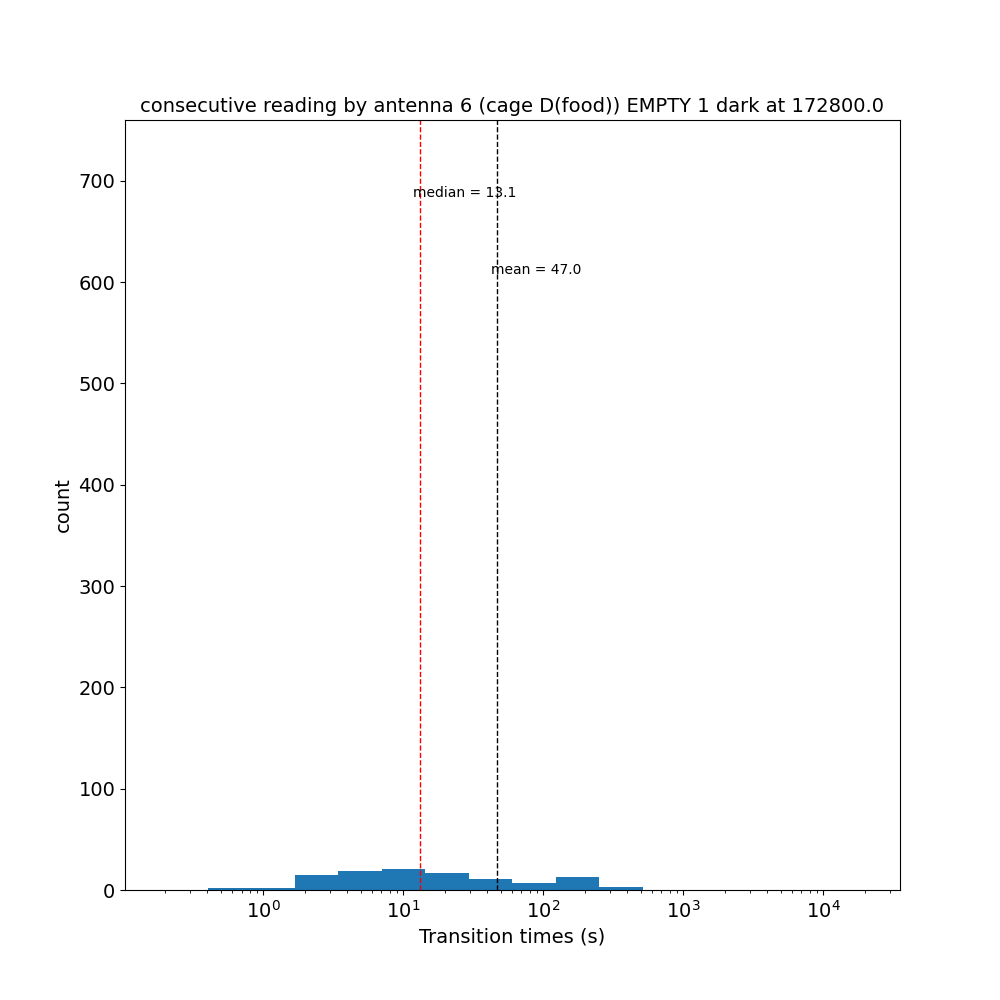 consecutive reading by antenna 6 (cage D(food)) EMPTY 1 dark at 172800.0
700
median = 13.1
mean = 47.0
600
500
400
count
300
200
100
0
10^0 10^1 10^2 10^3 10^4
Transition times (s)